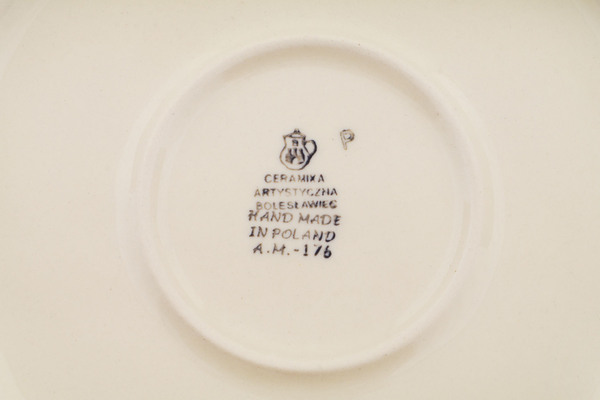 P
CERAMIKA
ARTYSTYCZNA
BOLESŁAWIEC
HAND MADE
IN POLAND
A.M.-176